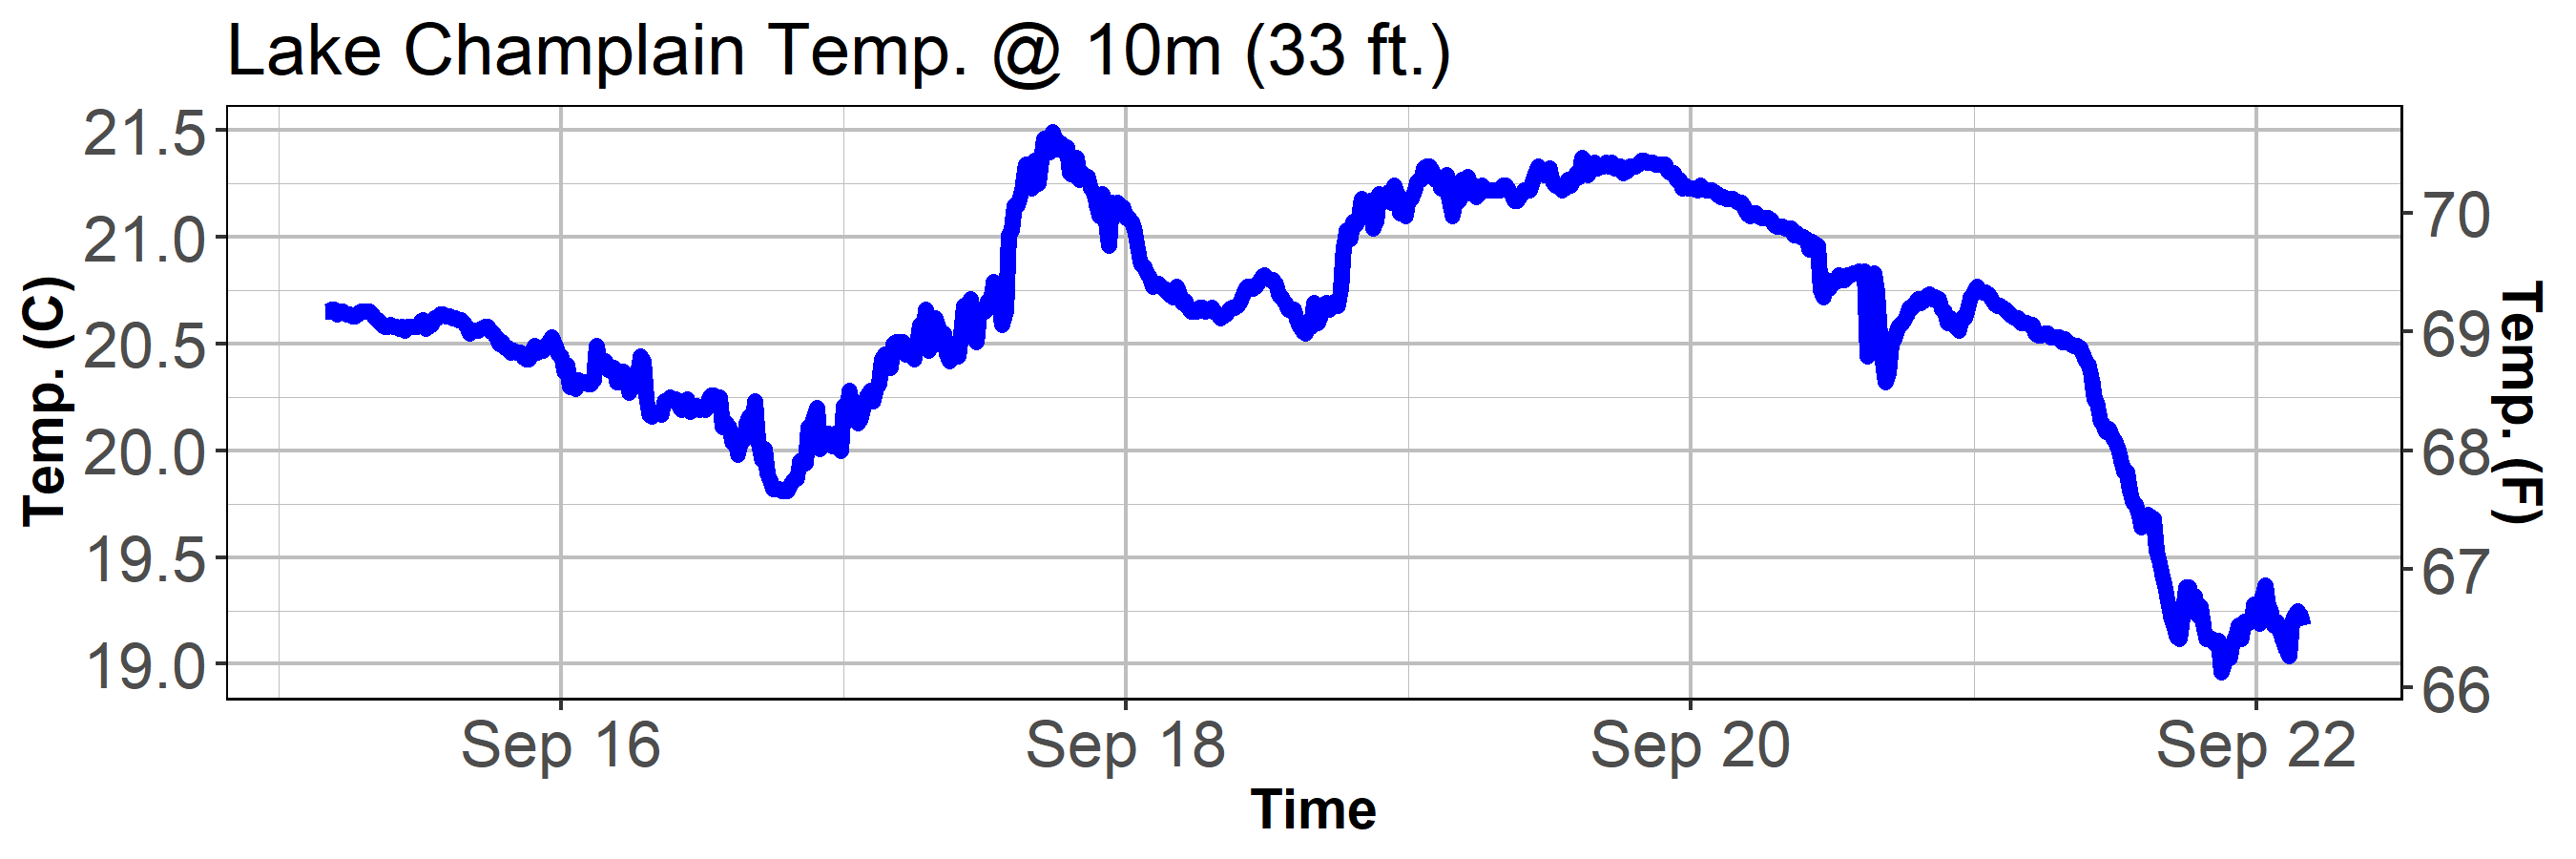 Lake Champlain Temp. @ 10m (33 ft.)
Temp. (C)
21.5
21.0
20.5
20.0
19.5
19.0
70
69
68
67
66
Temp. (F)
Sep 16
Sep 18
Sep 20
Sep 22
Time